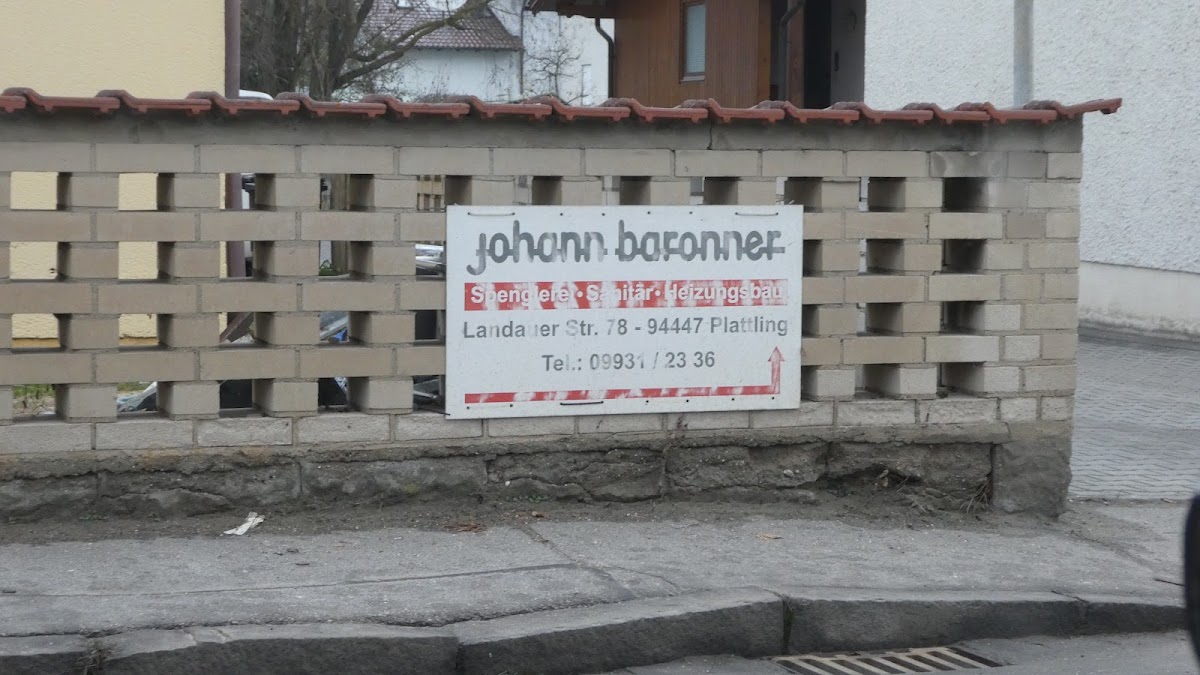 johann baronner
Spenglerei • Sanitär • Heizungsbau
Landauer Str. 78 - 94447 Plattling
Tel.: 09931 / 23 36